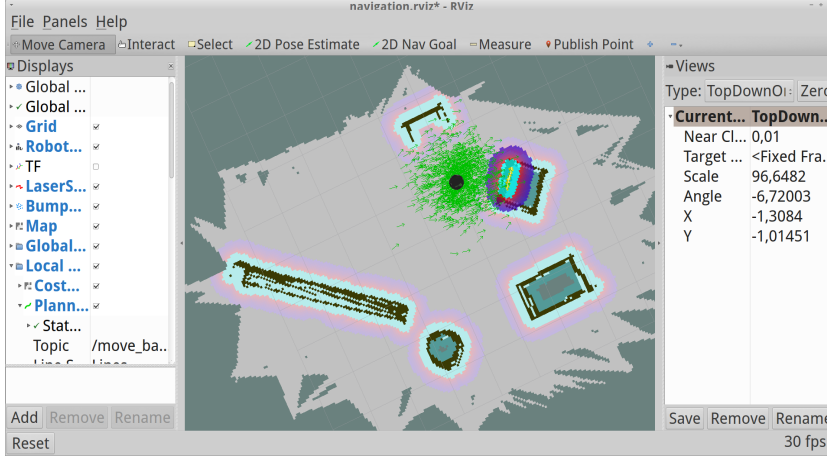 navigation.rviz* - RViz
File Panels Help
Move Camera Interact Select 2D Pose Estimate 2D Nav Goal Measure Publish Point
Displays
Global ...
Global ...
Grid
Robot...
TF
LaserS...
Bump...
Map
Global...
Local ...
Cost...
Plann...
Stat...
Topic /move_ba...
Add Remove Rename
Reset
Views
Type: TopDownO Zero
Current... TopDown...
Near Cl... 0,01
Target ... <Fixed Fra...
Scale 96,6482
Angle -6,72003
X -1,3084
Y -1,01451
Save Remove Rename
30 fps